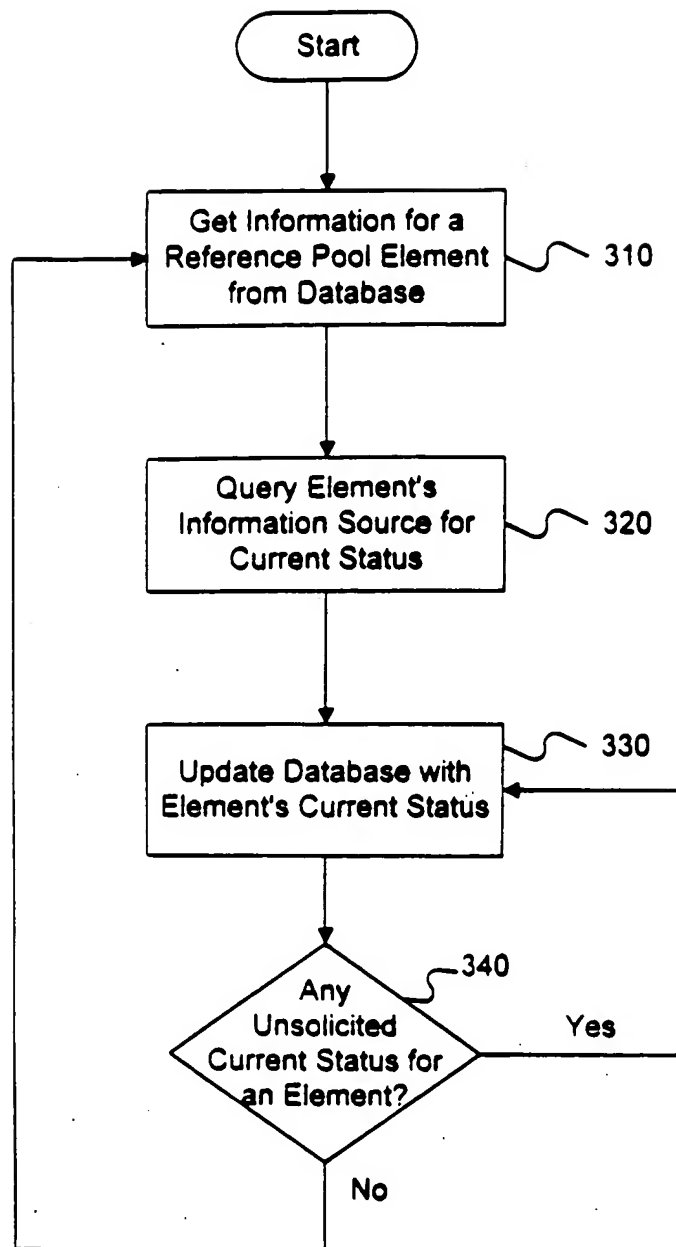 Start
Get Information for a
Reference Pool Element
from Database
310
Query Element's
Information Source for
Current Status
320
Update Database with
Element's Current Status
330
340
Any
Unsolicited
Current Status for
an Element?
Yes
No